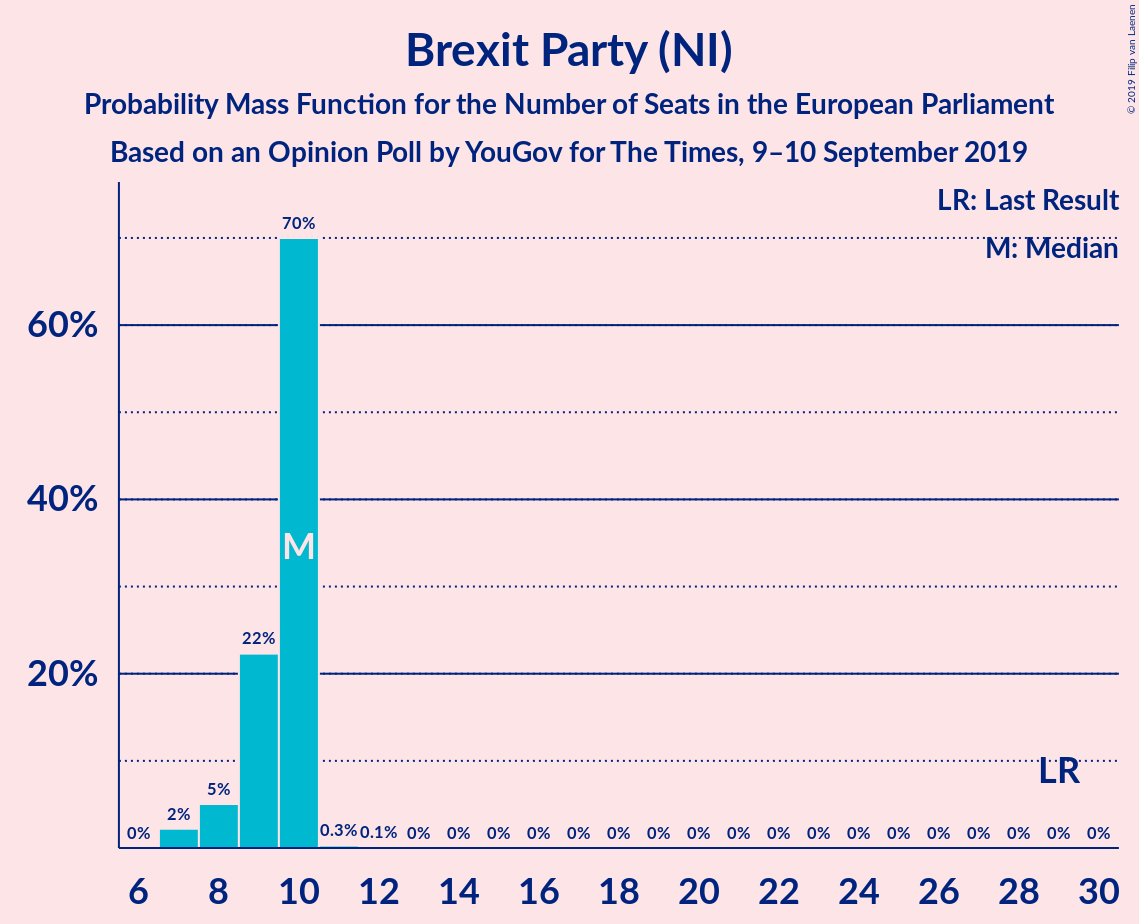 Brexit Party (NI)
Probability Mass Function for the Number of Seats in the European Parliament
Based on an Opinion Poll by YouGov for The Times, 9–10 September 2019
© 2019 Filip van Laenen
LR: Last Result
M: Median
70%
60%
40%
M
22%
20%
LR
5%
2%
0% 0.3% 0.1% 0% 0% 0% 0% 0% 0% 0% 0% 0% 0% 0% 0% 0% 0% 0% 0% 0% 0%
6 8 10 12 14 16 18 20 22 24 26 28 30